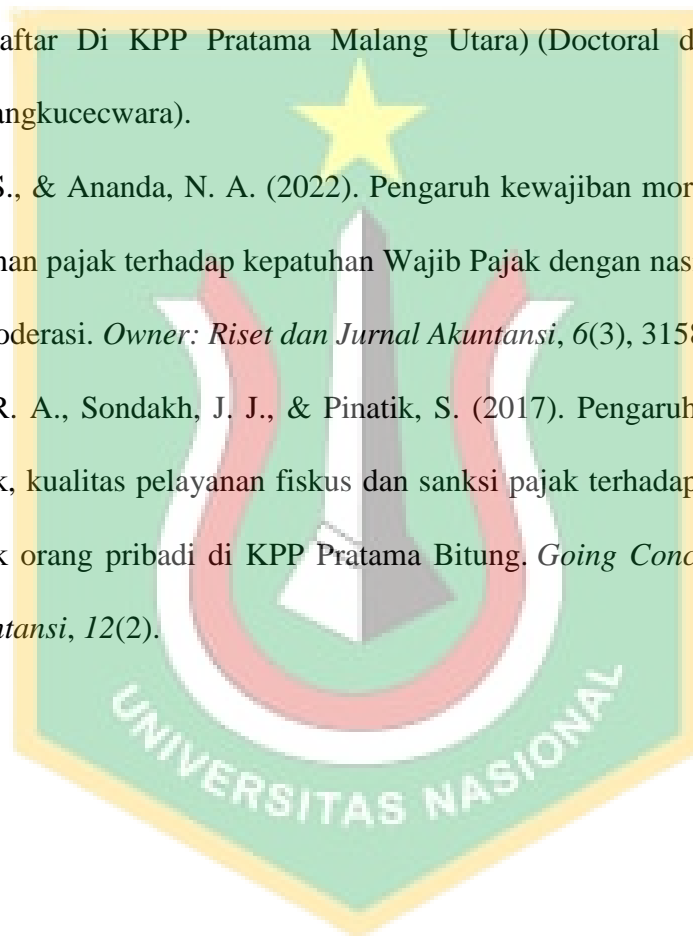 aftar Di KPP Pratama Malang Utara) (Doctoral d
angkucecwara).
S., & Ananda, N. A. (2022). Pengaruh kewajiban mor
nan pajak terhadap kepatuhan Wajib Pajak dengan nas
oderasi. Owner: Riset dan Jurnal Akuntansi, 6(3), 3158
R. A., Sondakh, J. J., & Pinatik, S. (2017). Pengaruh
k, kualitas pelayanan fiskus dan sanksi pajak terhadap
k orang pribadi di KPP Pratama Bitung. Going Conc
ntansi, 12(2).
UNIVERSITAS NASIONAL